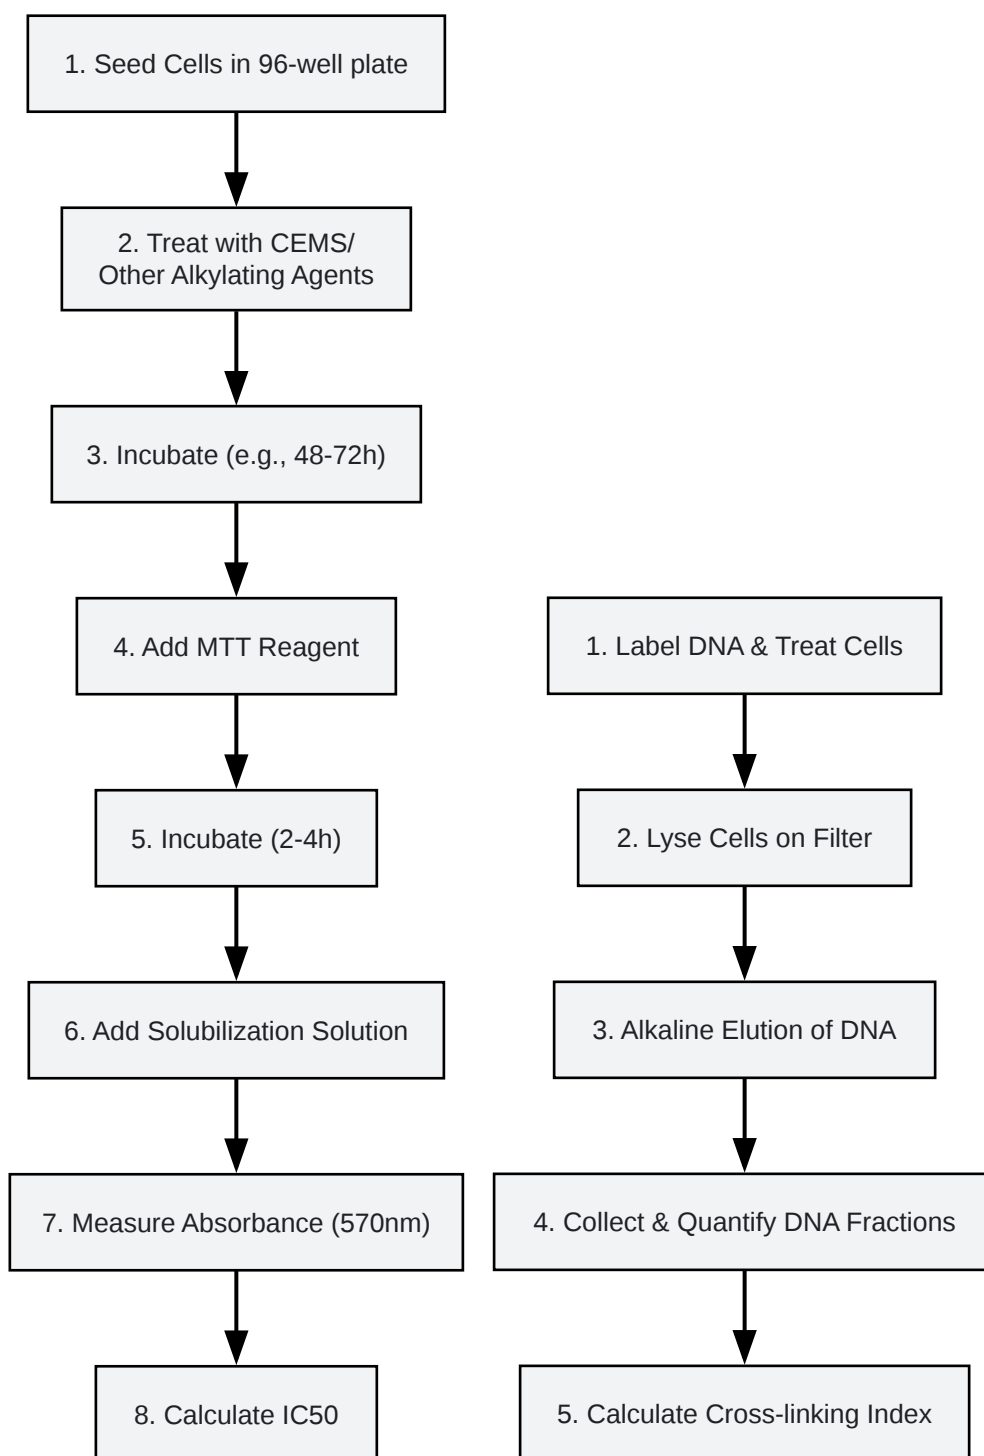 1. Seed Cells in 96-well plate
2. Treat with CEMS/
Other Alkylating Agents
3. Incubate (e.g., 48-72h)
4. Add MTT Reagent
5. Incubate (2-4h)
6. Add Solubilization Solution
7. Measure Absorbance (570nm)
8. Calculate IC50
1. Label DNA & Treat Cells
2. Lyse Cells on Filter
3. Alkaline Elution of DNA
4. Collect & Quantify DNA Fractions
5. Calculate Cross-linking Index